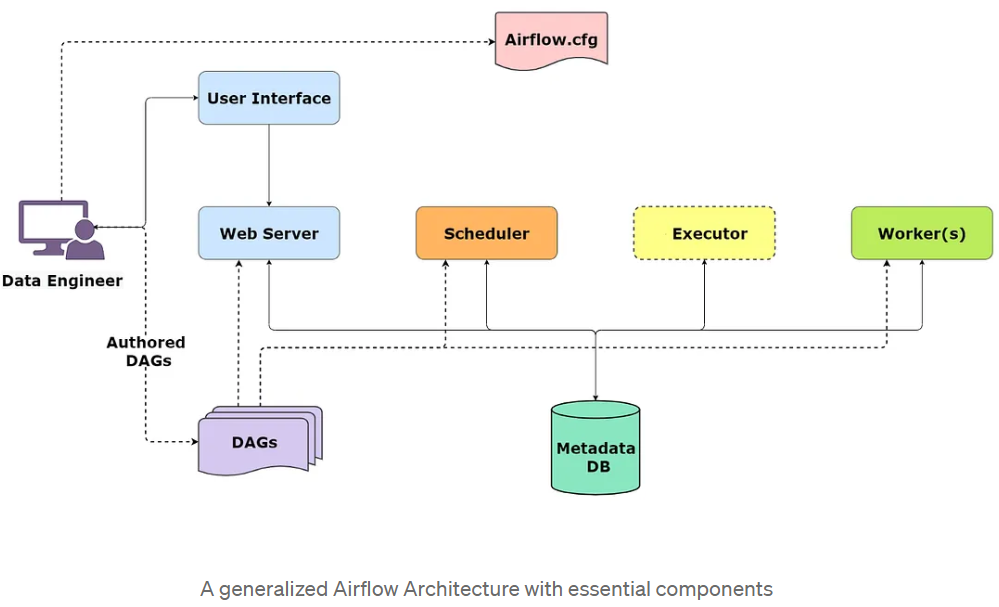 Airflow.cfg
User Interface
Web Server
Scheduler
Executor
Worker(s)
Data Engineer
Authored
DAGs
DAGs
Metadata
DB
A generalized Airflow Architecture with essential components